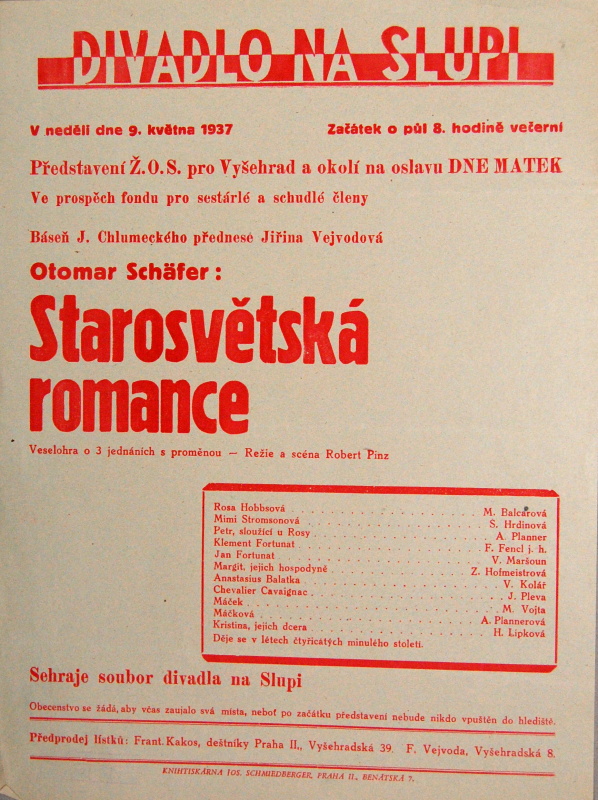 DIVADLO NA SLUPI
V neděli dne 9. května 1937 Začátek o půl 8. hodině večerní
Představení Ž.O.S. pro Vyšehrad a okolí na oslavu DNE MATEK
Ve prospěch fondu pro sestárlé a schudlé členy
Báseň J. Chlumeckého přednese Jiřina Vejvodová
Otomar Schäfer:
Starosvětská
romance
Veselohra o 3 jednáních s proměnou — Režie a scéna Robert Pinz
Rosa Hobbsová . . . . . . . . . . M. Balcarová
Mimi Stromsonová . . . . . . . . . . S. Hrdinová
Petr, sloužící u Rosy . . . . . . . . . . A. Planner
Klement Fortunat . . . . . . . . . . F. Fencl j. h.
Jan Fortunat . . . . . . . . . . V. Maršoun
Margit. jejich hospodyně . . . . . . . . . . Z. Hofmeistrová
Anastasius Balatka . . . . . . . . . . V. Kolář
Chevalier Cavaignac . . . . . . . . . . J. Pleva
Máček . . . . . . . . . . M. Vojta
Máčková . . . . . . . . . . A. Plannerová
Kristina, jejich dcera . . . . . . . . . . H. Lipková
Děje se v létech čtyřicátých minulého století.
Sehraje soubor divadla na Slupi
Obecenstvo se žádá, aby včas zaujalo svá místa, neboť po začátku představení nebude nikdo vpuštěn do hlediště.
Předprodej lístků: Frant. Kakos, deštníky Praha II,, Vyšehradská 39. F. Vejvoda, Vyšehradská 8.
KNIHTISKÁRNA JOS. SCHMIEDBERGER, PRAHA II., BENÁTSKÁ 7.